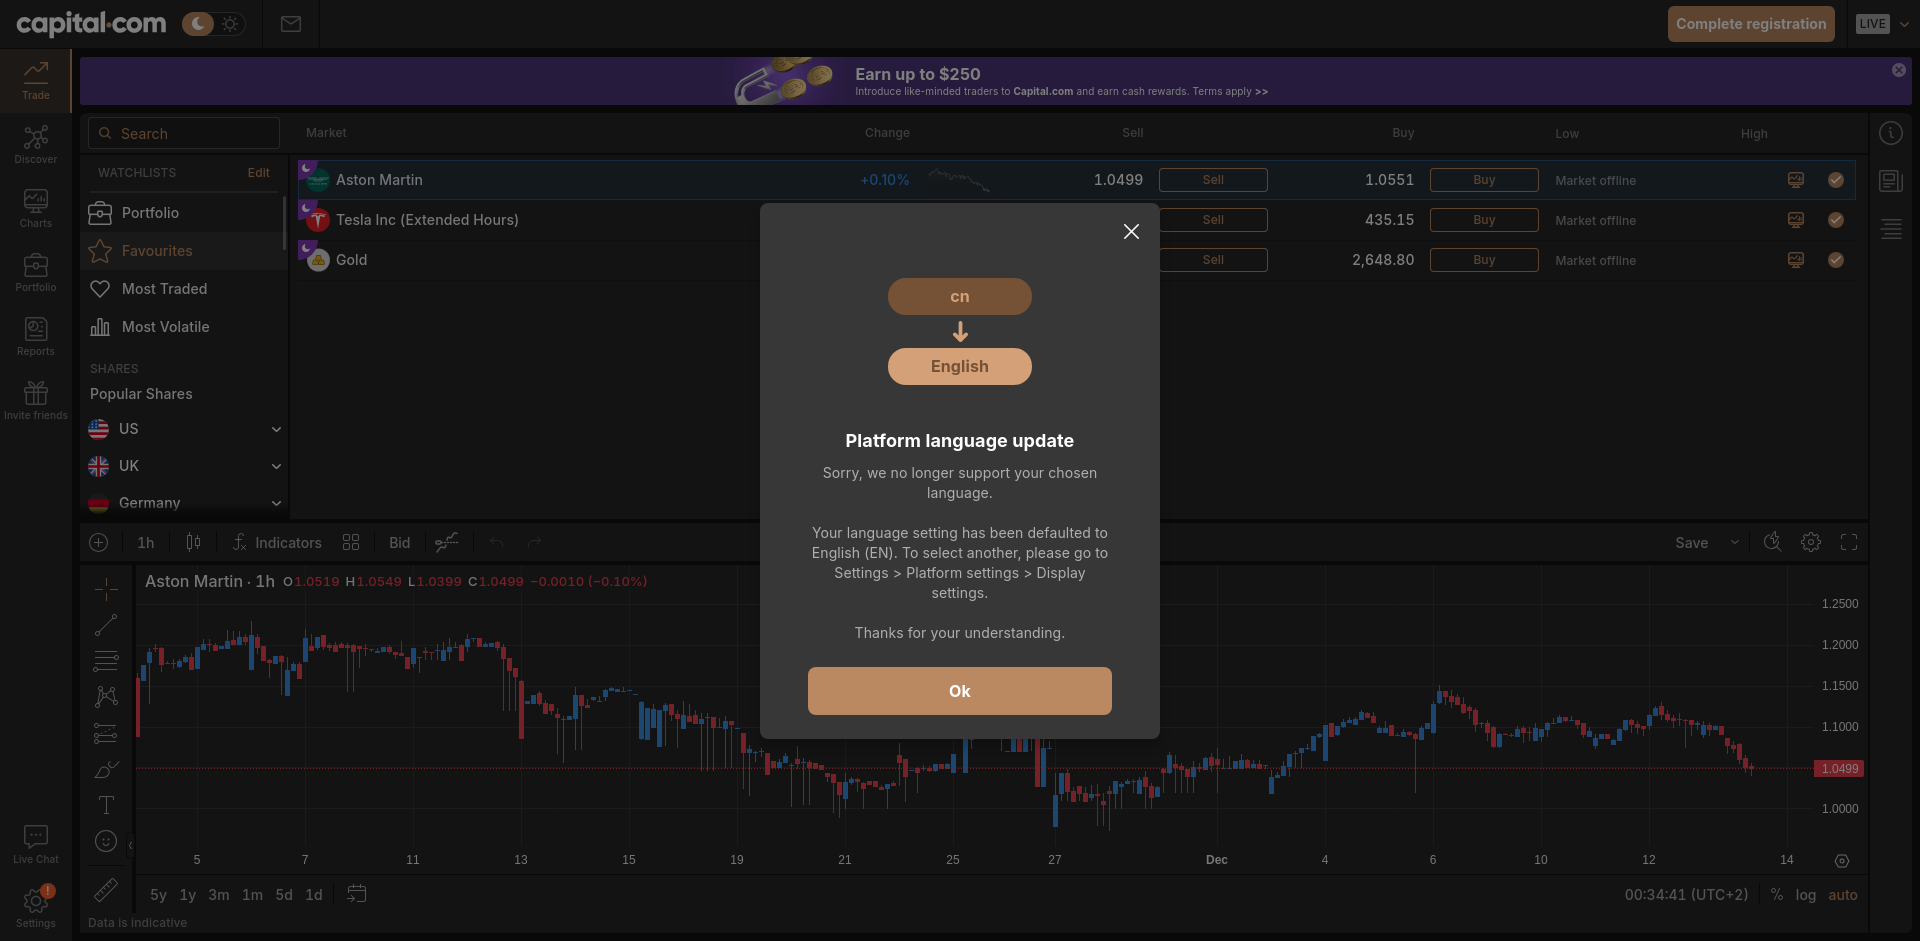 capital.com
Complete registration
LIVE
Trade
Discover
Charts
Portfolio
Reports
Invite friends
Live Chat
Settings
Earn up to $250
Introduce like-minded traders to Capital.com and earn cash rewards. Terms apply >>
Search
Market Change Sell Buy Low High
WATCHLISTS Edit
Portfolio
Favourites
Most Traded
Most Volatile
SHARES
Popular Shares
US
UK
Germany
Aston Martin +0.10% 1.0499 Sell 1.0551 Buy Market offline
Tesla Inc (Extended Hours) Sell 435.15 Buy Market offline
Gold Sell 2,648.80 Buy Market offline
cn
English
Platform language update
Sorry, we no longer support your chosen
language.
Your language setting has been defaulted to
English (EN). To select another, please go to
Settings > Platform settings > Display
settings.
Thanks for your understanding.
Ok
1h Indicators Bid Save
Aston Martin · 1h O1.0519 H1.0549 L1.0399 C1.0499 −0.0010 (−0.10%)
1.2500
1.2000
1.1500
1.1000
1.0499
1.0000
5 7 11 13 15 19 21 25 27 Dec 4 6 10 12 14
5y 1y 3m 1m 5d 1d 00:34:41 (UTC+2) % log auto
Data is indicative